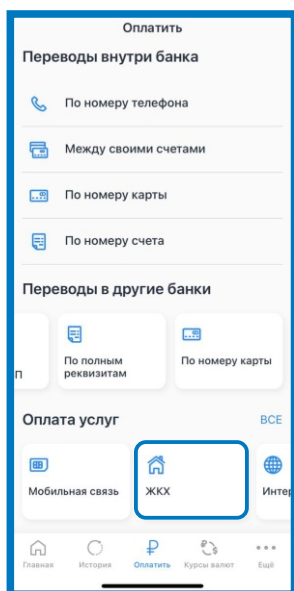 Оплатить
Переводы внутри банка
По номеру телефона
Между своими счетами
По номеру карты
По номеру счета
Переводы в другие банки
П
По полным
реквизитам
По номеру карты
Оплата услуг
ВСЕ
Мобильная связь
ЖКХ
Интер
Главная
История
Оплатить
Курсы валют
Ещё